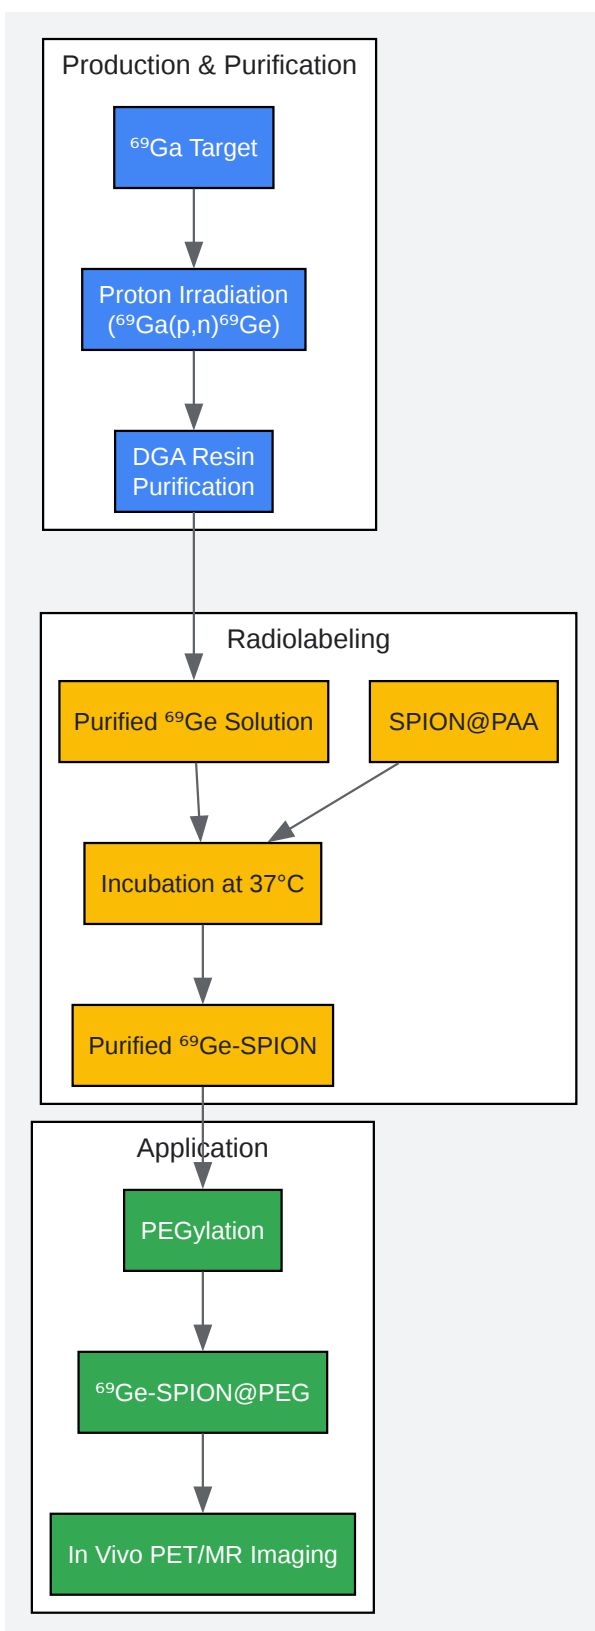 Production & Purification
⁶⁹Ga Target
Proton Irradiation
(⁶⁹Ga(p,n)⁶⁹Ge)
DGA Resin
Purification
Radiolabeling
Purified ⁶⁹Ge Solution
SPION@PAA
Incubation at 37°C
Purified ⁶⁹Ge-SPION
Application
PEGylation
⁶⁹Ge-SPION@PEG
In Vivo PET/MR Imaging